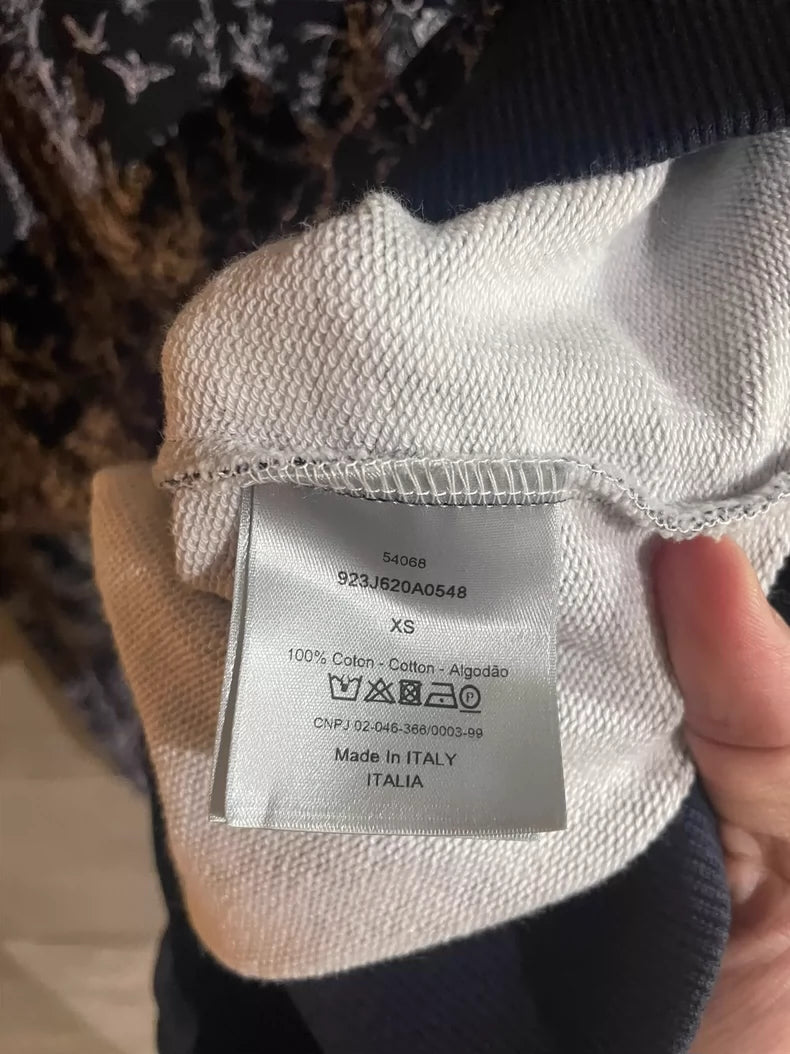 54068
923J620A0548
XS
100% Coton - Cotton - Algodão
P
CNPJ 02-046-366/0003-99
Made In ITALY
ITALIA